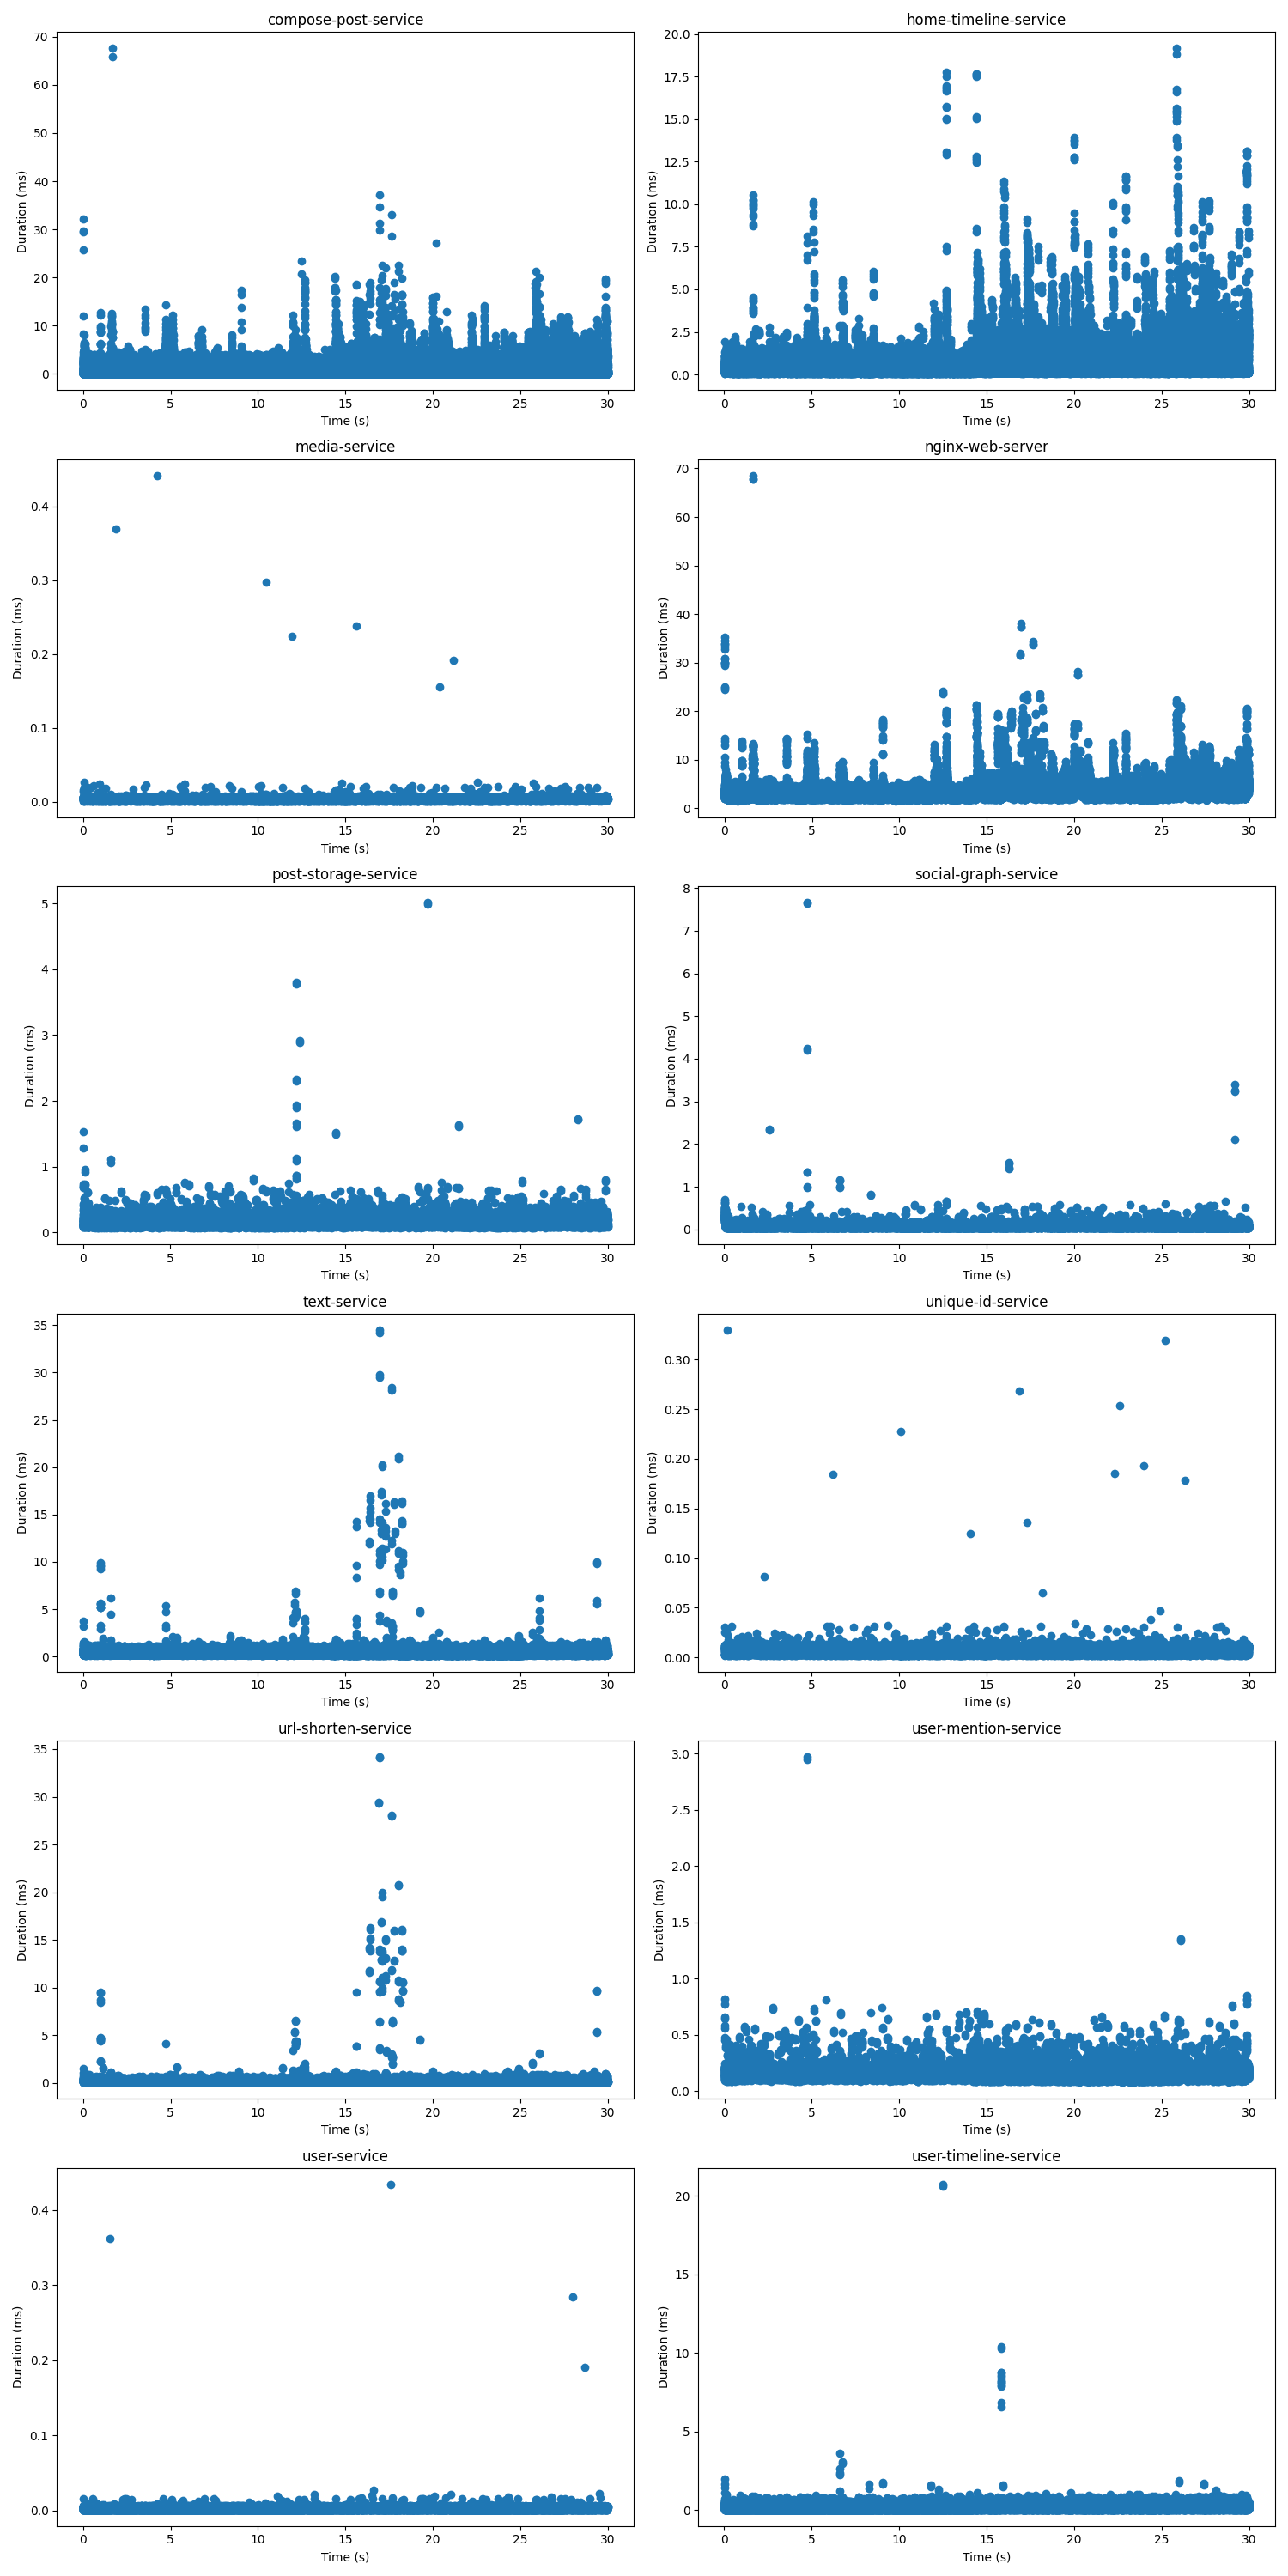 compose-post-service
70
60
50
40
30
20
10
0
Duration (ms)
0 5 10 15 20 25 30
Time (s)
home-timeline-service
20.0
17.5
15.0
12.5
10.0
7.5
5.0
2.5
0.0
Duration (ms)
0 5 10 15 20 25 30
Time (s)
media-service
0.4
0.3
0.2
0.1
0.0
Duration (ms)
0 5 10 15 20 25 30
Time (s)
nginx-web-server
70
60
50
40
30
20
10
0
Duration (ms)
0 5 10 15 20 25 30
Time (s)
post-storage-service
5
4
3
2
1
0
Duration (ms)
0 5 10 15 20 25 30
Time (s)
social-graph-service
8
7
6
5
4
3
2
1
0
Duration (ms)
0 5 10 15 20 25 30
Time (s)
text-service
35
30
25
20
15
10
5
0
Duration (ms)
0 5 10 15 20 25 30
Time (s)
unique-id-service
0.30
0.25
0.20
0.15
0.10
0.05
0.00
Duration (ms)
0 5 10 15 20 25 30
Time (s)
url-shorten-service
35
30
25
20
15
10
5
0
Duration (ms)
0 5 10 15 20 25 30
Time (s)
user-mention-service
3.0
2.5
2.0
1.5
1.0
0.5
0.0
Duration (ms)
0 5 10 15 20 25 30
Time (s)
user-service
0.4
0.3
0.2
0.1
0.0
Duration (ms)
0 5 10 15 20 25 30
Time (s)
user-timeline-service
20
15
10
5
0
Duration (ms)
0 5 10 15 20 25 30
Time (s)